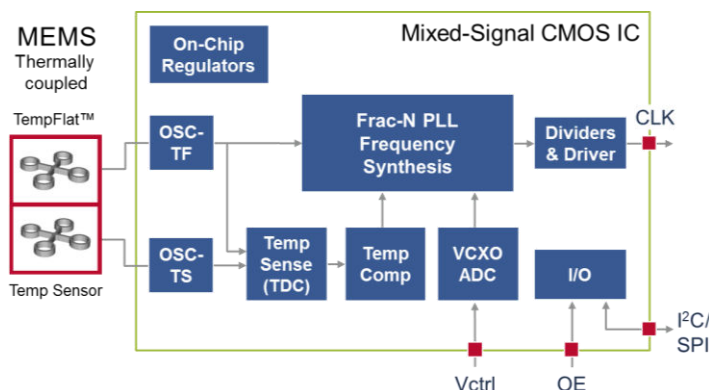 MEMS
Thermally
coupled
TempFlat™
Temp Sensor
Mixed-Signal CMOS IC
On-Chip
Regulators
OSC-
TF
Frac-N PLL
Frequency
Synthesis
Dividers
& Driver
CLK
OSC-
TS
Temp
Sense
(TDC)
Temp
Comp
VCXO
ADC
I/O
I²C/
SPI
Vctrl
OE